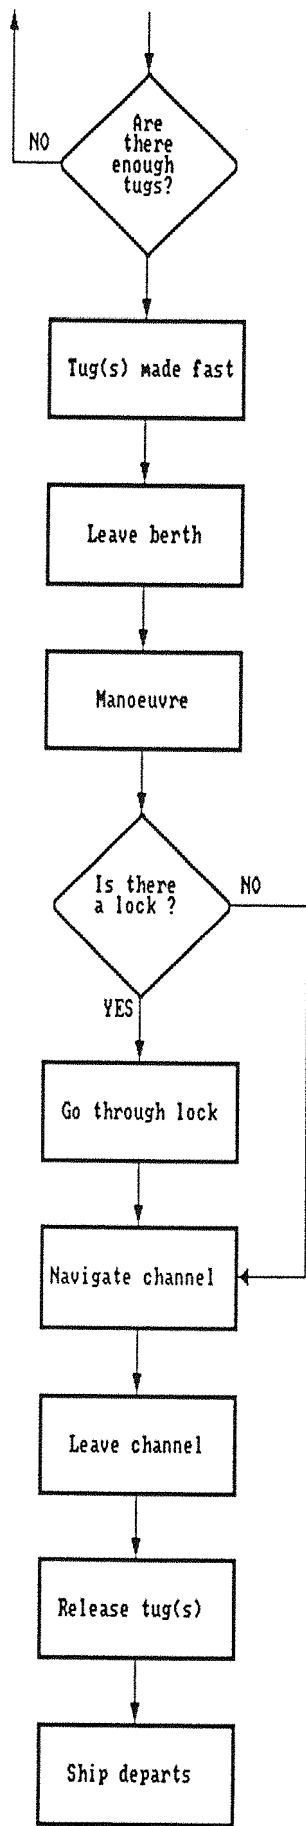 Are
there
enough
tugs?
NO
Tug(s) made fast
Leave berth
Manoeuvre
Is there
a lock ?
NO
YES
Go through lock
Navigate channel
Leave channel
Release tug(s)
Ship departs